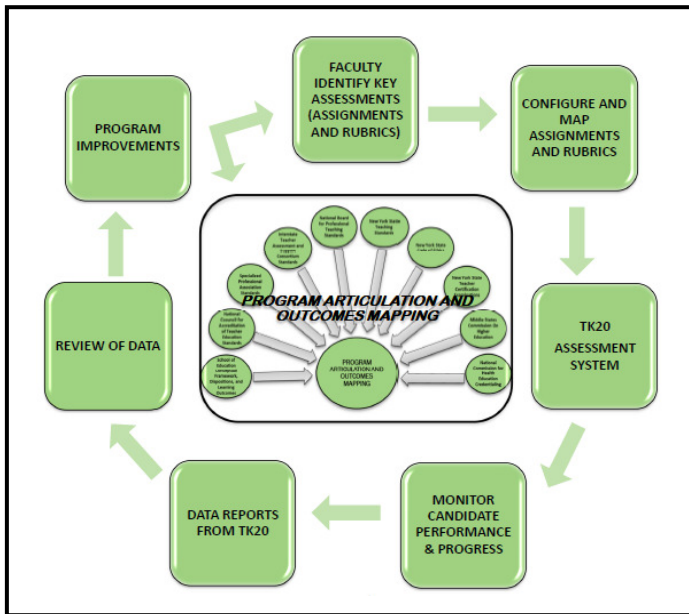 FACULTY
IDENTIFY KEY
ASSESSMENTS
(ASSIGNMENTS
AND RUBRICS)
CONFIGURE AND
MAP
ASSIGNMENTS
AND RUBRICS
TK20
ASSESSMENT
SYSTEM
MONITOR
CANDIDATE
PERFORMANCE
& PROGRESS
DATA REPORTS
FROM TK20
REVIEW OF DATA
PROGRAM
IMPROVEMENTS
PROGRAM ARTICULATION AND
OUTCOMES MAPPING
School of
Education
Framework,
Dispositions, and
Learning
Outcomes
National
Council for
Accreditation of
Teacher
Education
Standards
Specialized
Professional
Association
Interstate
Teacher
Assessment and
Consortium
Standards
National Board
for Professional
Teaching
Standards
New York State
Teaching
Standards
New York State
New York State
Teacher
Certification
Middle States
Commission On
Higher
Education
National
Commission for
Health
Education
Credentialing
PROGRAM
ARTICULATION AND
OUTCOMES
MAPPING